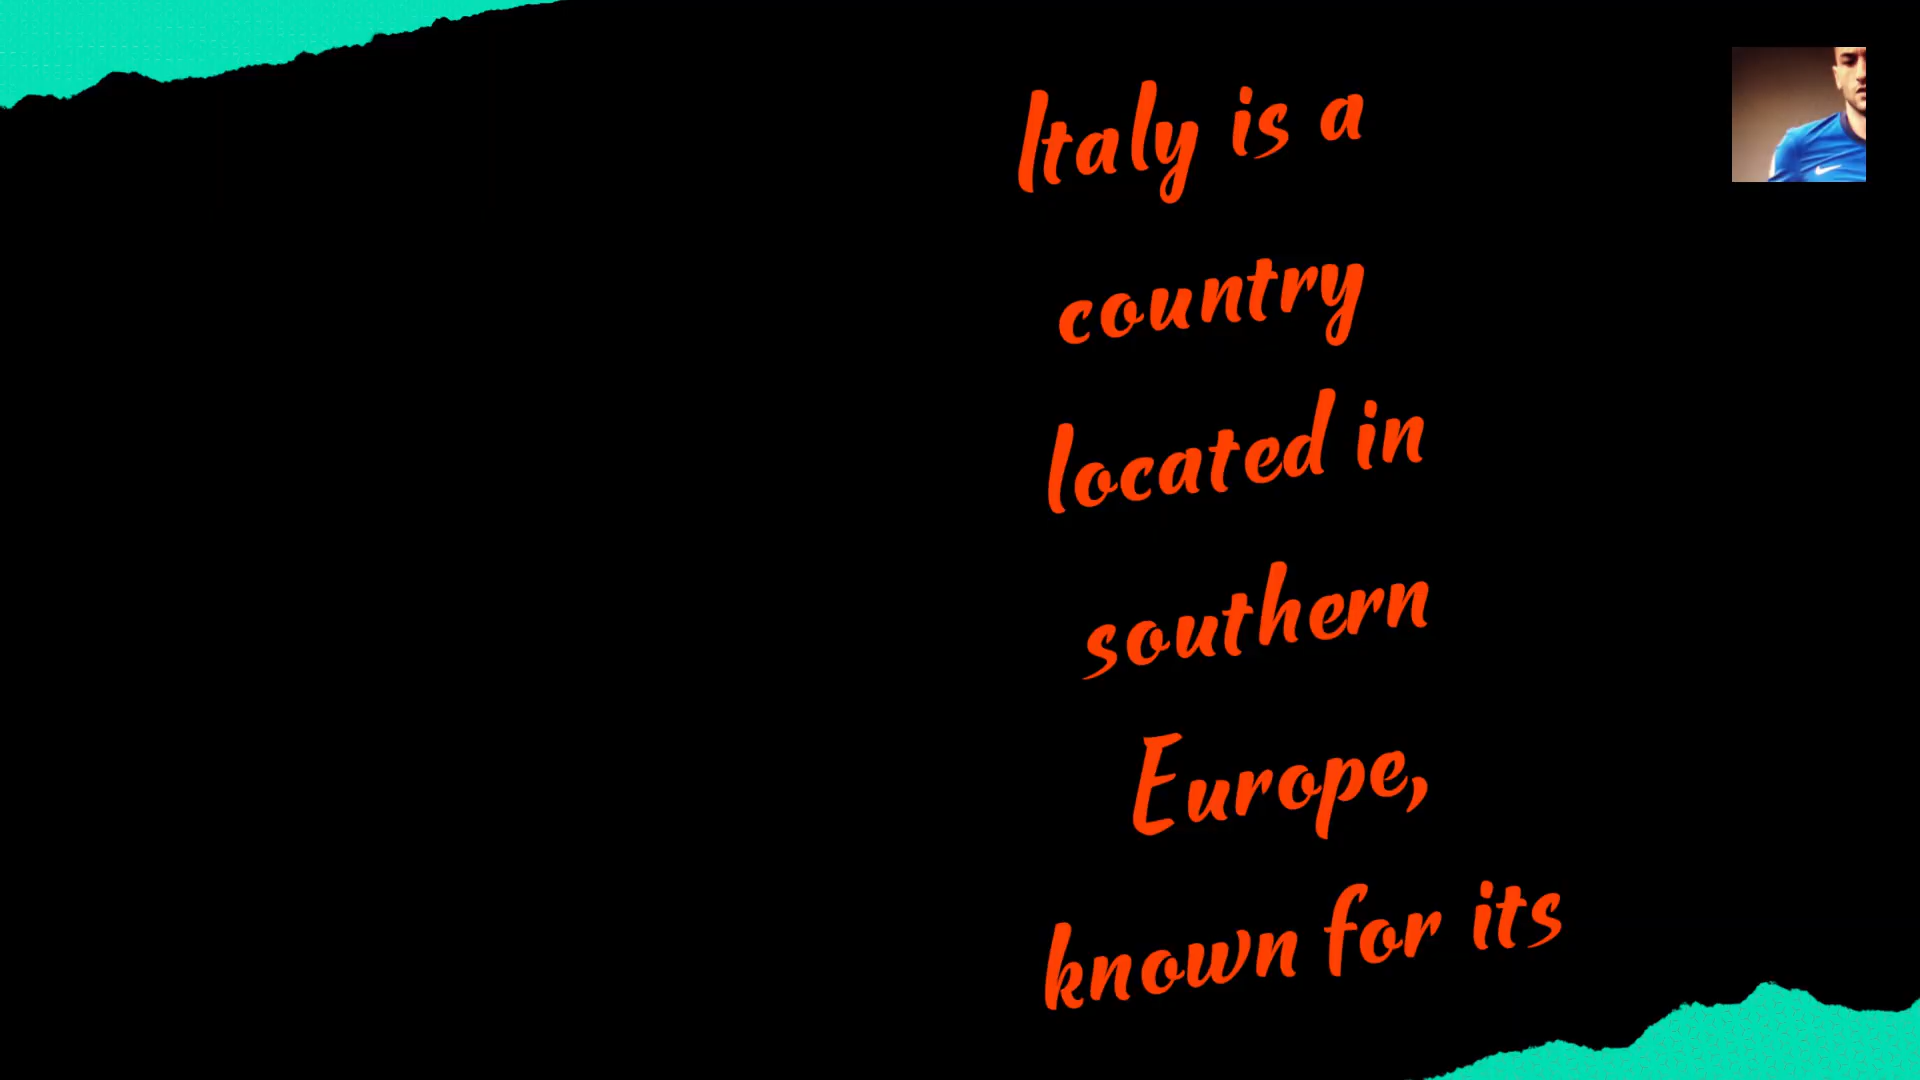 Italy is a
country
located in
southern
Europe,
known for its